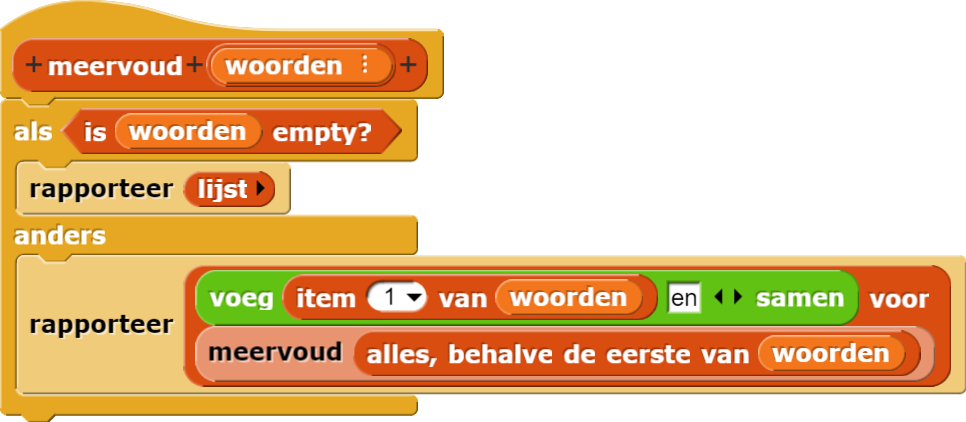 + meervoud + woorden ⋮ +
als is woorden empty?
rapporteer lijst
anders
voeg item 1 van woorden en samen voor
rapporteer
meervoud alles, behalve de eerste van woorden